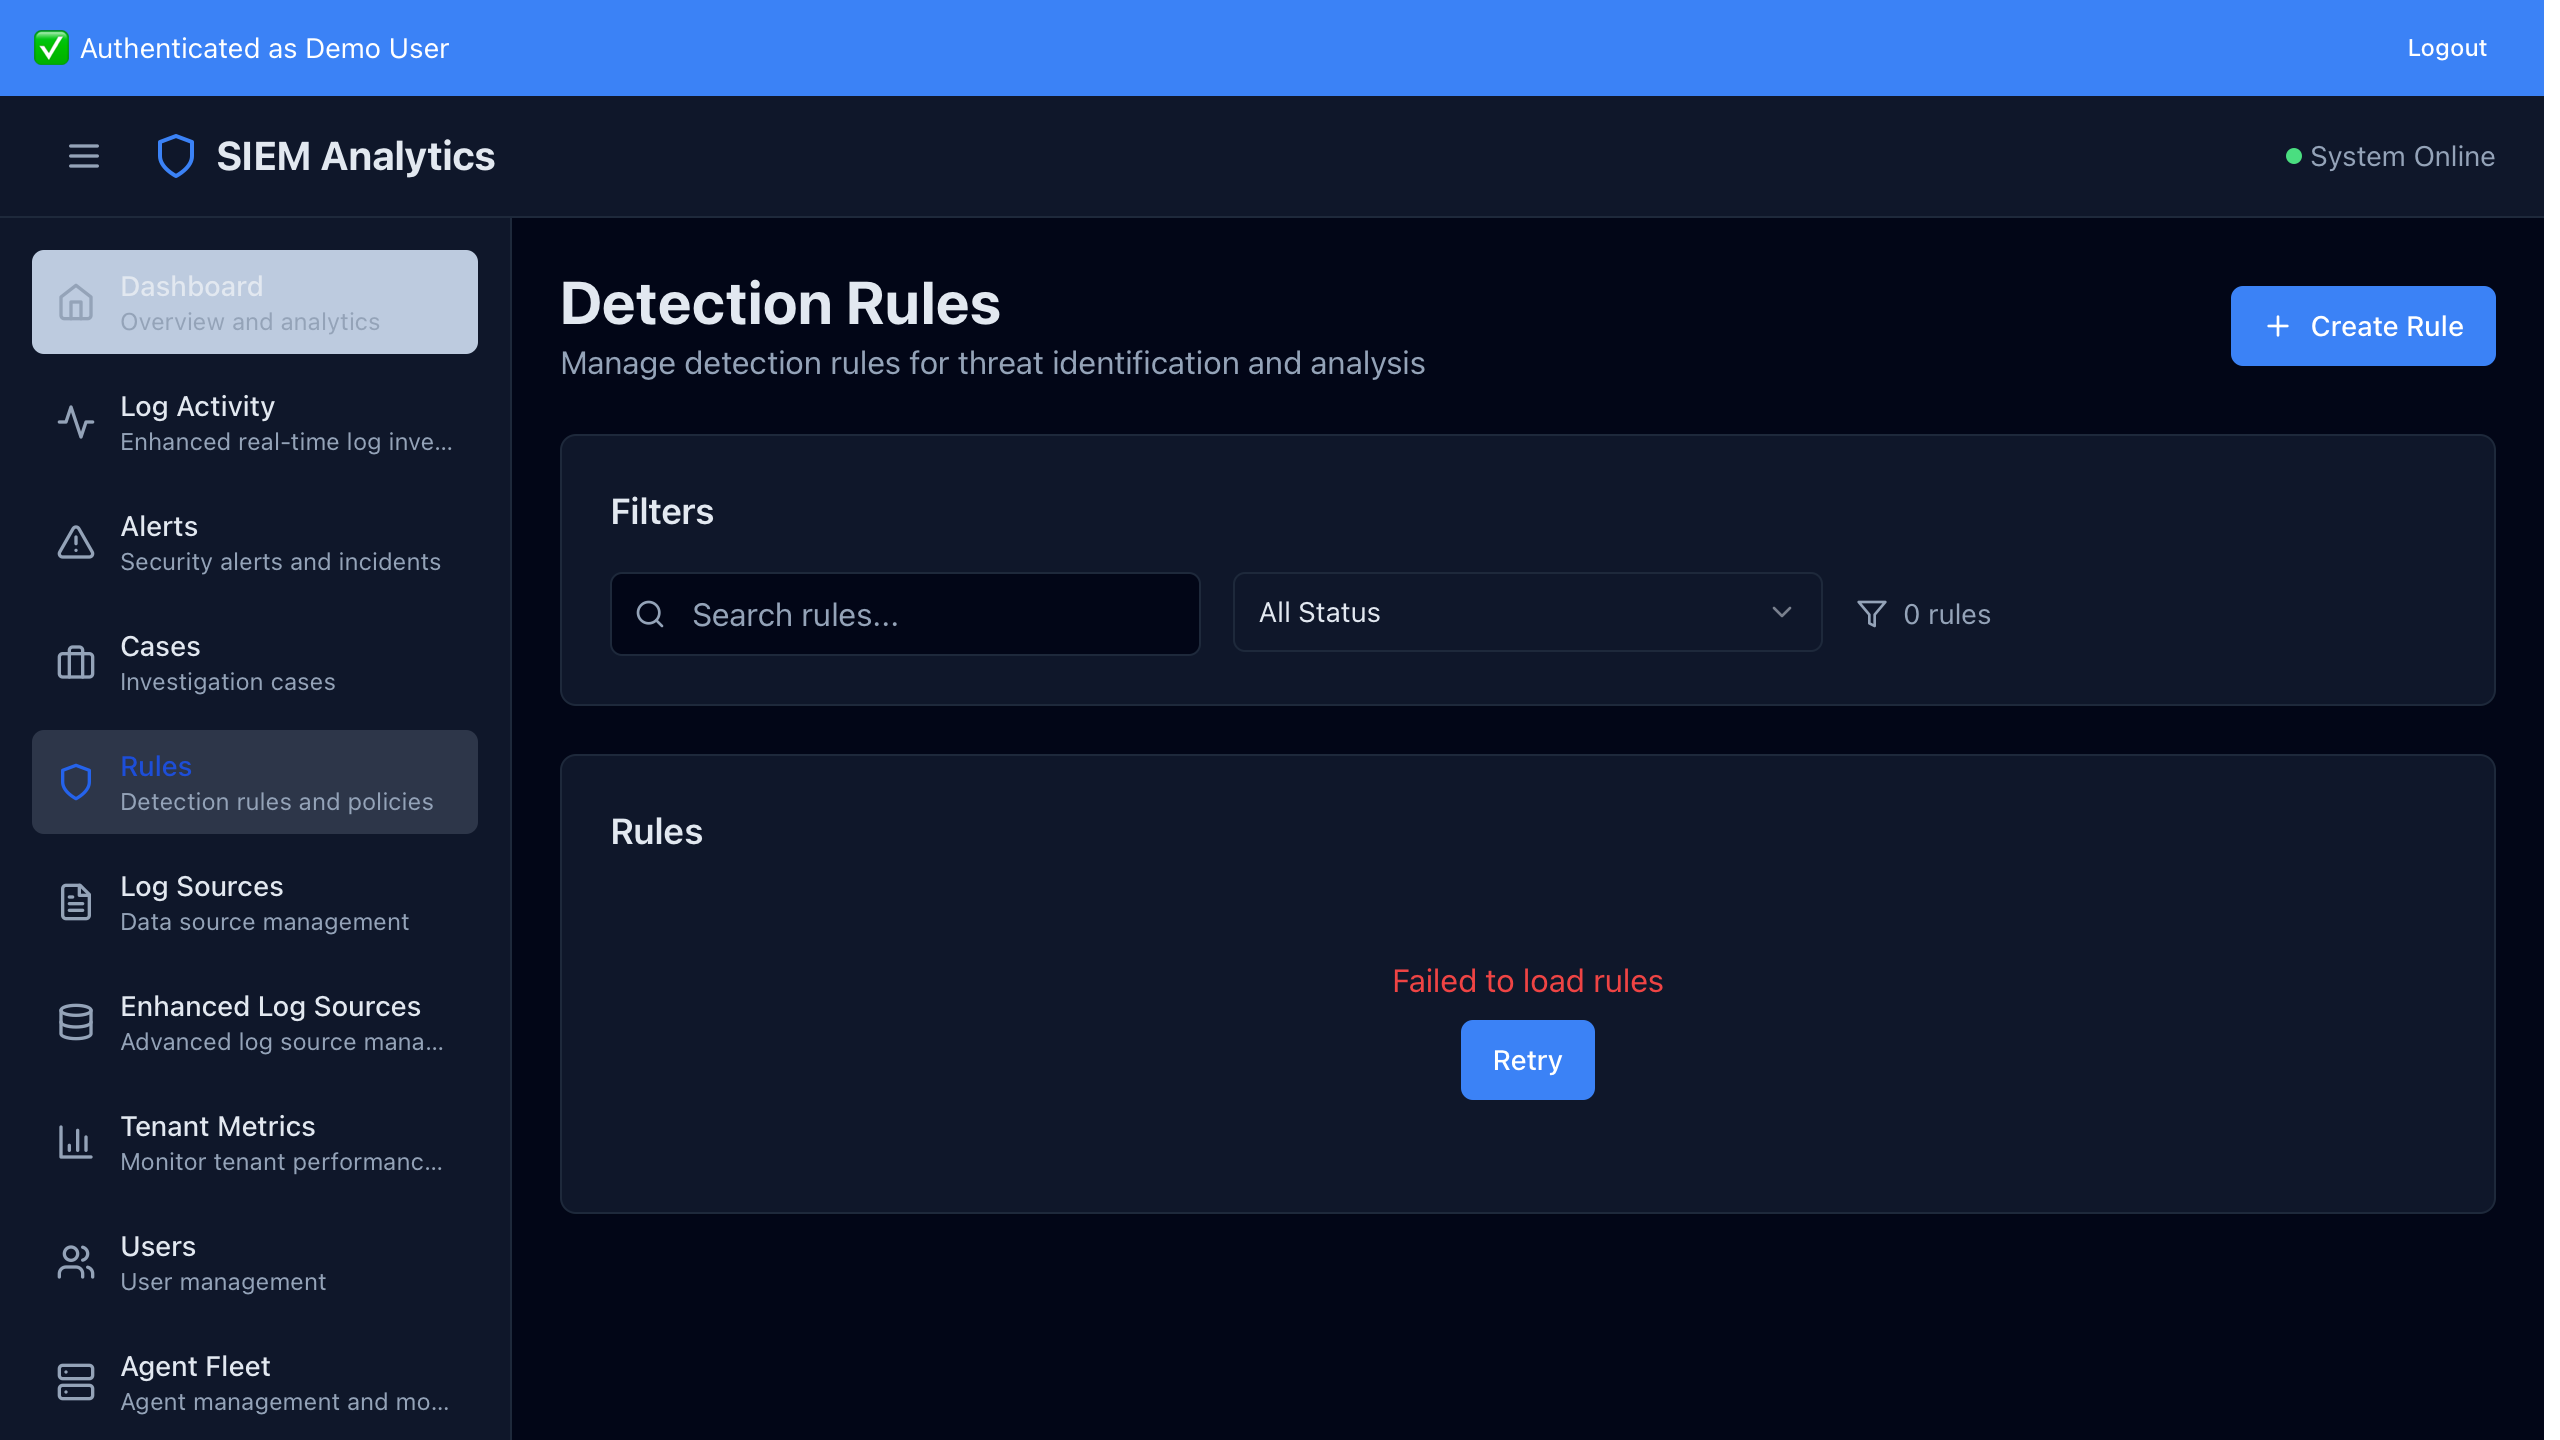 ✅ Authenticated as Demo User
Logout
SIEM Analytics
System Online
Dashboard
Overview and analytics
Log Activity
Enhanced real-time log inve...
Alerts
Security alerts and incidents
Cases
Investigation cases
Rules
Detection rules and policies
Log Sources
Data source management
Enhanced Log Sources
Advanced log source mana...
Tenant Metrics
Monitor tenant performanc...
Users
User management
Agent Fleet
Agent management and mo...
Detection Rules
Manage detection rules for threat identification and analysis
Create Rule
Filters
Search rules...
All Status
0 rules
Rules
Failed to load rules
Retry